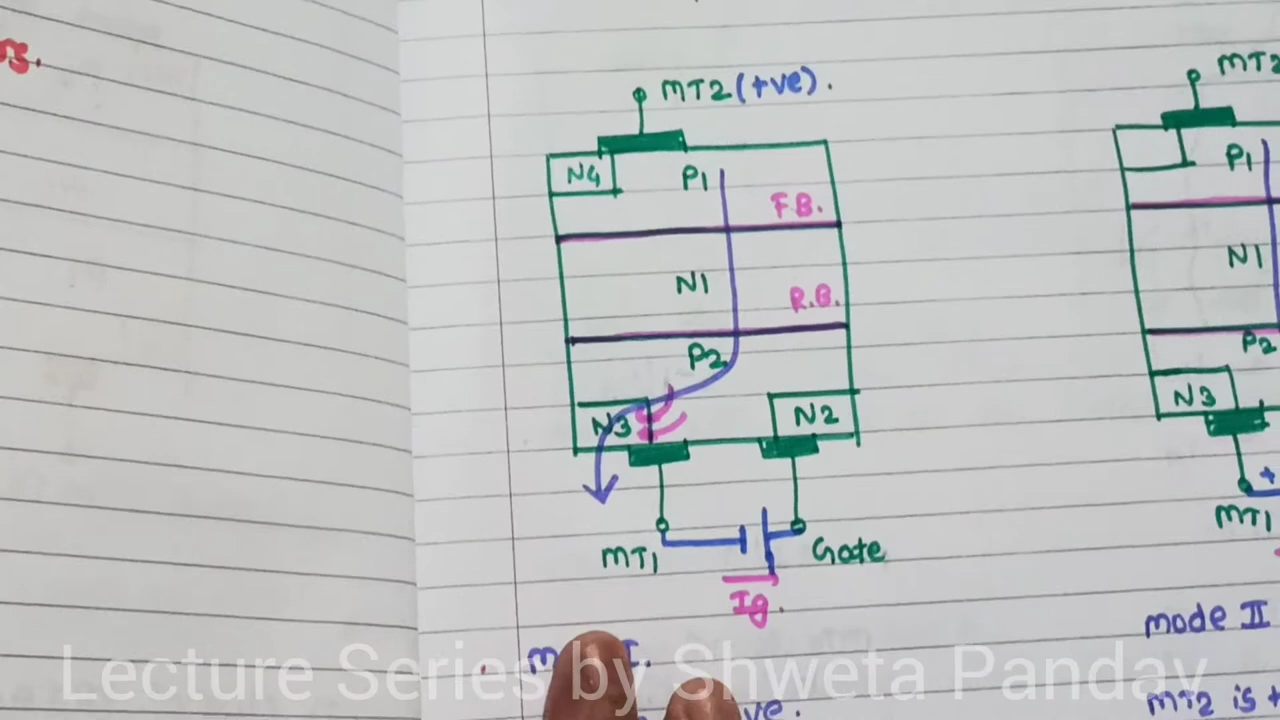 MT2 (+ve).
N4
P1
F.B.
N1
R.B.
P2
N3
N2
MT1
Gate
Ig.
MT2
P1
N1
P2
N3
+
MT1
mode II
MT2 is +
ve.
Lecture Series by Shweta Panday